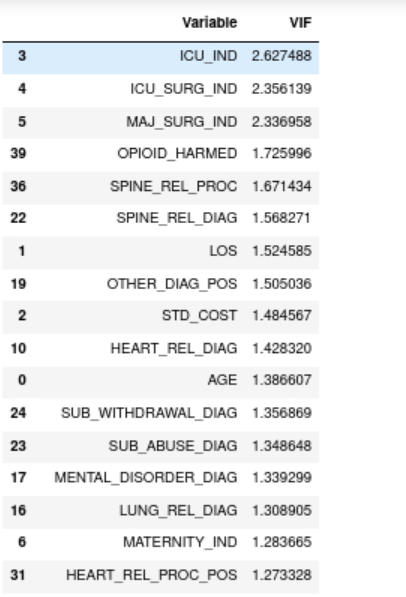 Variable VIF
3 ICU_IND 2.627488
4 ICU_SURG_IND 2.356139
5 MAJ_SURG_IND 2.336958
39 OPIOID_HARMED 1.725996
36 SPINE_REL_PROC 1.671434
22 SPINE_REL_DIAG 1.568271
1 LOS 1.524585
19 OTHER_DIAG_POS 1.505036
2 STD_COST 1.484567
10 HEART_REL_DIAG 1.428320
0 AGE 1.386607
24 SUB_WITHDRAWAL_DIAG 1.356869
23 SUB_ABUSE_DIAG 1.348648
17 MENTAL_DISORDER_DIAG 1.339299
16 LUNG_REL_DIAG 1.308905
6 MATERNITY_IND 1.283665
31 HEART_REL_PROC_POS 1.273328